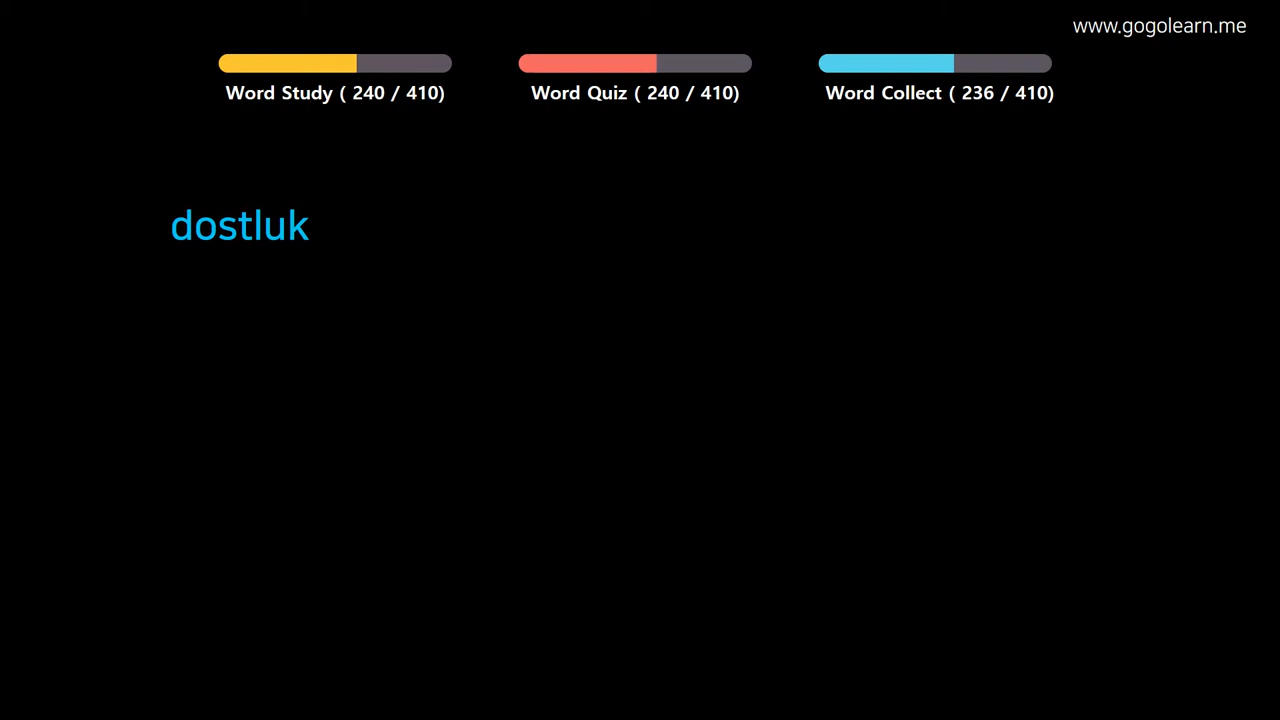 www.gogolearn.me
Word Study ( 240 / 410)
Word Quiz ( 240 / 410)
Word Collect ( 236 / 410)
dostluk